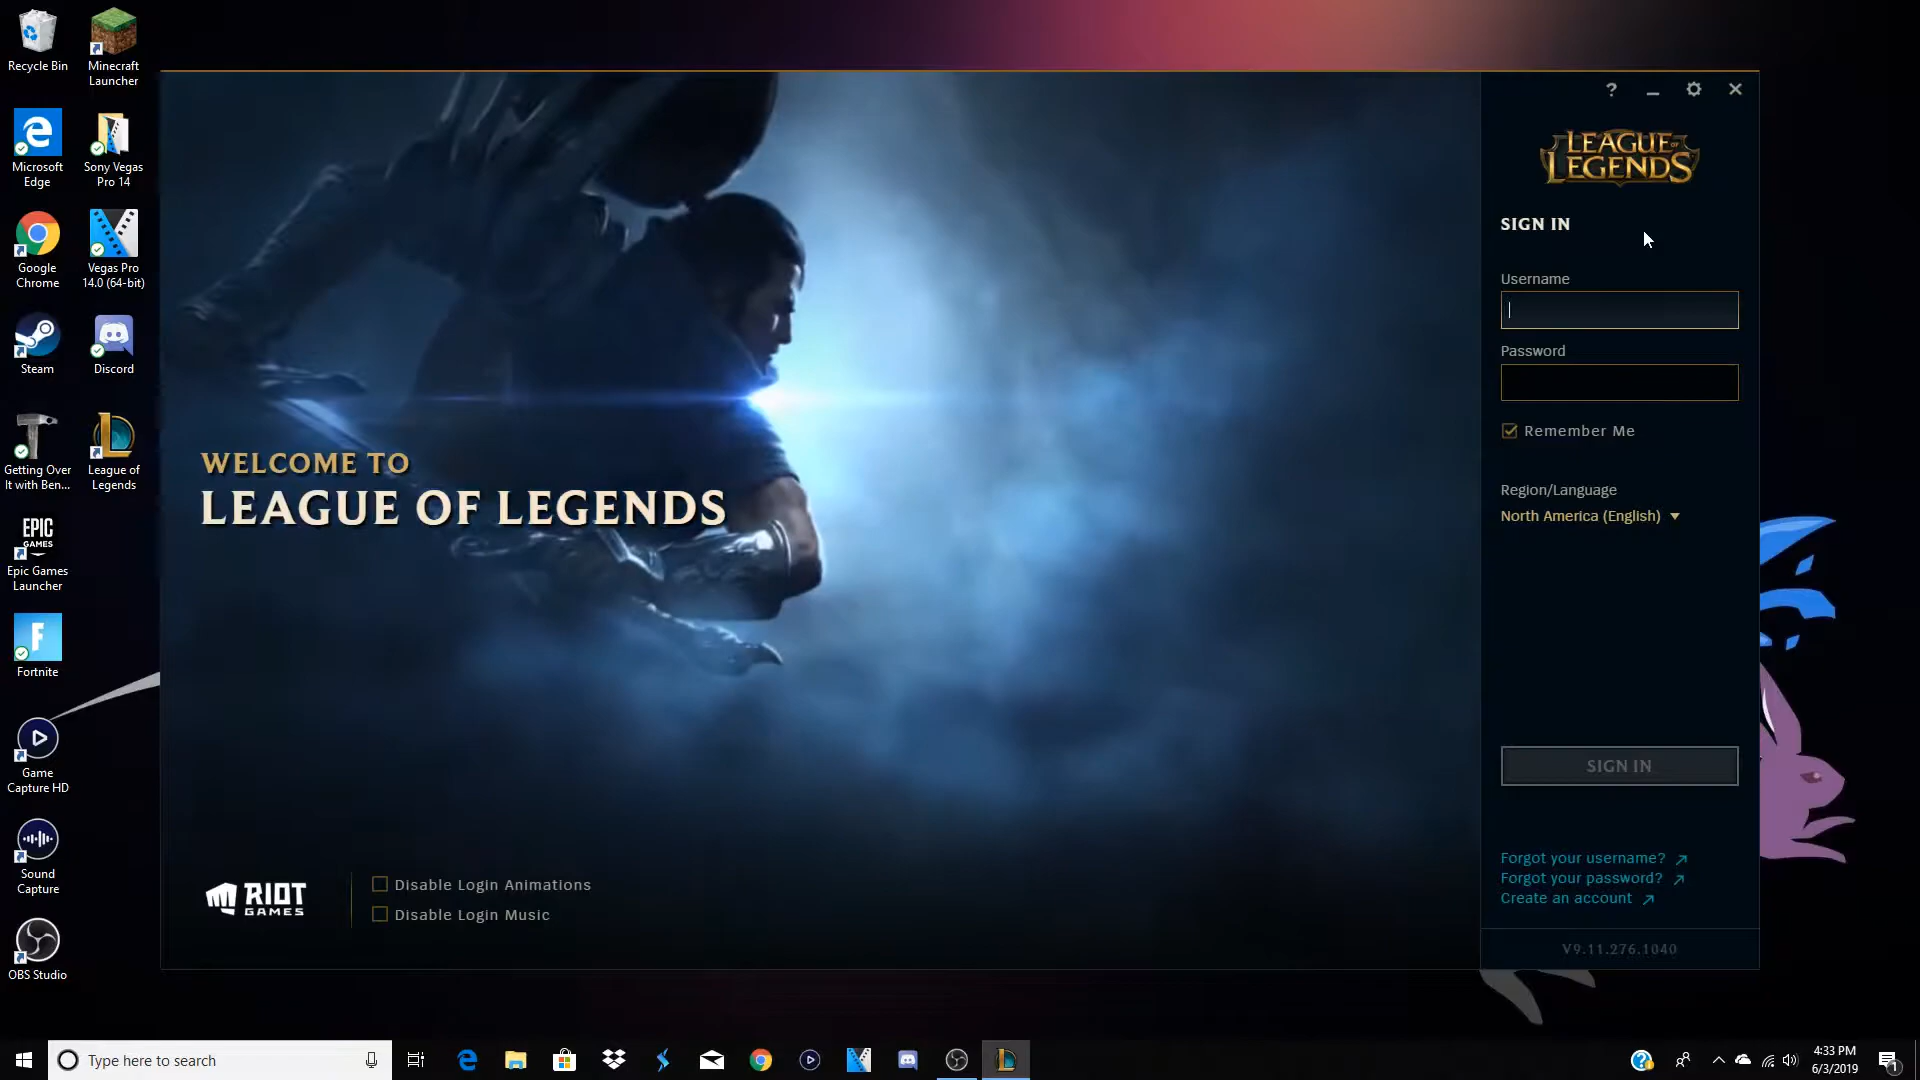 Recycle Bin
Minecraft
Launcher
Microsoft
Edge
Sony Vegas
Pro 14
Google
Chrome
Vegas Pro
14.0 (64-bit)
Steam
Discord
Getting Over
It with Ben...
League of
Legends
EPIC
GAMES
Epic Games
Launcher
Fortnite
Game
Capture HD
Sound
Capture
OBS Studio
WELCOME TO
LEAGUE OF LEGENDS
RIOT
GAMES
Disable Login Animations
Disable Login Music
LEAGUE OF
LEGENDS
SIGN IN
Username
Password
Remember Me
Region/Language
North America (English)
SIGN IN
Forgot your username?
Forgot your password?
Create an account
V9.11.276.1040
Type here to search
4:33 PM
6/3/2019
1